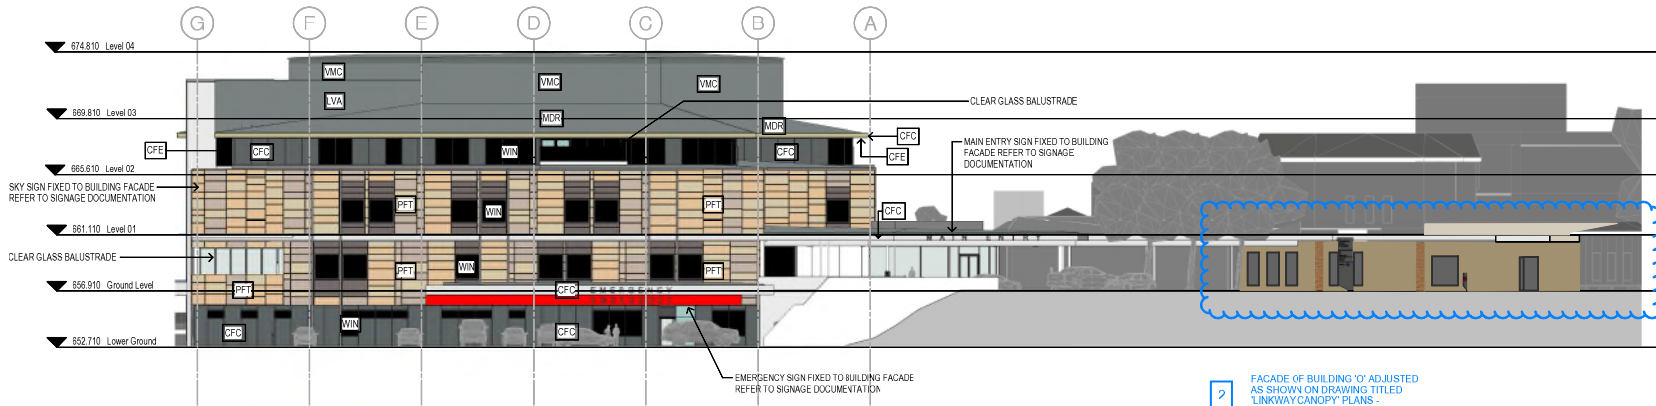 G F E D C B A
674.810 Level 04
VMC
VMC
VMC
LVA
CLEAR GLASS BALUSTRADE
669.810 Level 03
MDR
MDR
CFC
MAIN ENTRY SIGN FIXED TO BUILDING
FACADE REFER TO SIGNAGE
DOCUMENTATION
CFE
CFC
WIN
CFC
CFE
665.610 Level 02
SKY SIGN FIXED TO BUILDING FACADE
REFER TO SIGNAGE DOCUMENTATION
PFT
WIN
PFT
CFC
661.110 Level 01
MAIN ENTRY
CLEAR GLASS BALUSTRADE
PFT
WIN
PFT
656.910 Ground Level
PFT
CFC
EMERGENCY
CFC
WIN
CFC
652.710 Lower Ground
EMERGENCY SIGN FIXED TO BUILDING FACADE
REFER TO SIGNAGE DOCUMENTATION
2
FACADE OF BUILDING 'O' ADJUSTED
AS SHOWN ON DRAWING TITLED
'LINKWAY CANOPY' PLANS -